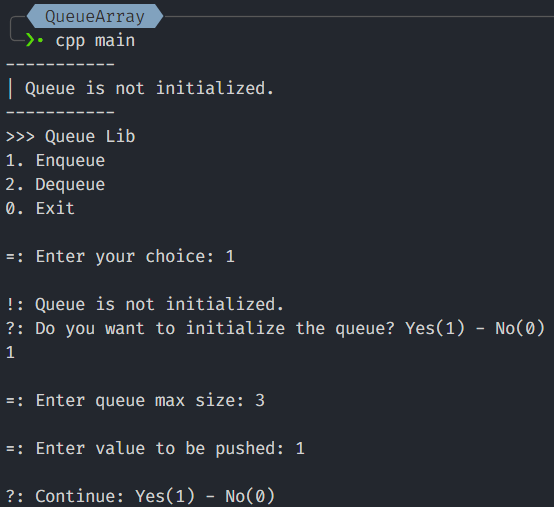 QueueArray
❯• cpp main
-----------
| Queue is not initialized.
-----------
>>> Queue Lib
1. Enqueue
2. Dequeue
0. Exit
=: Enter your choice: 1
!: Queue is not initialized.
?: Do you want to initialize the queue? Yes(1) - No(0)
1
=: Enter queue max size: 3
=: Enter value to be pushed: 1
?: Continue: Yes(1) - No(0)